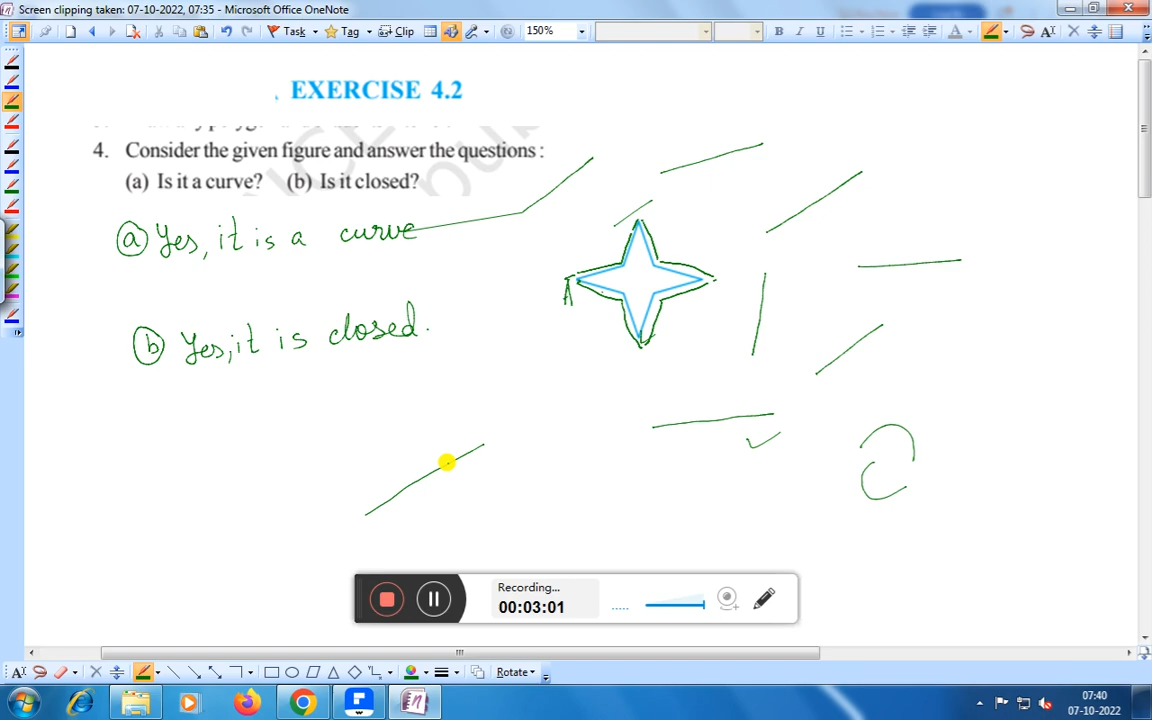 Screen clipping taken: 07-10-2022, 07:35 - Microsoft Office OneNote
Task Tag Clip 150% B I U
EXERCISE 4.2
4. Consider the given figure and answer the questions :
(a) Is it a curve? (b) Is it closed?
(a) Yes, it is a curve
A
(b) Yes, it is closed.
Recording...
00:03:01
Rotate
07:40
07-10-2022